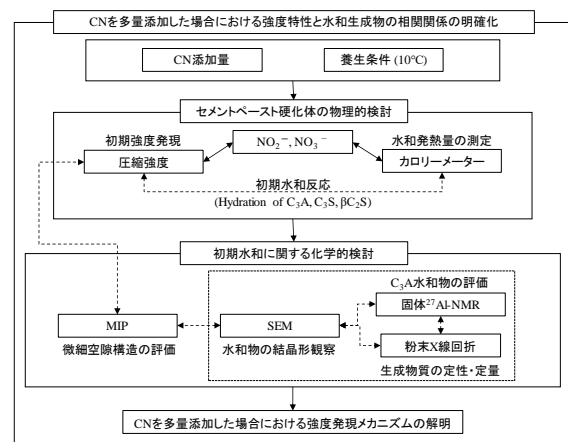 CNを多量添加した場合における強度特性と水和生成物の相関関係の明確化
CN添加量
養生条件 (10℃)
セメントペースト硬化体の物理的検討
初期強度発現
水和発熱量の測定
NO₂⁻, NO₃⁻
圧縮強度
カロリーメーター
初期水和反応
(Hydration of C₃A, C₃S, βC₂S)
初期水和に関する化学的検討
C₃A水和物の評価
固体²⁷Al-NMR
MIP
SEM
粉末X線回折
微細空隙構造の評価
水和物の結晶形観察
生成物質の定性・定量
CNを多量添加した場合における強度発現メカニズムの解明